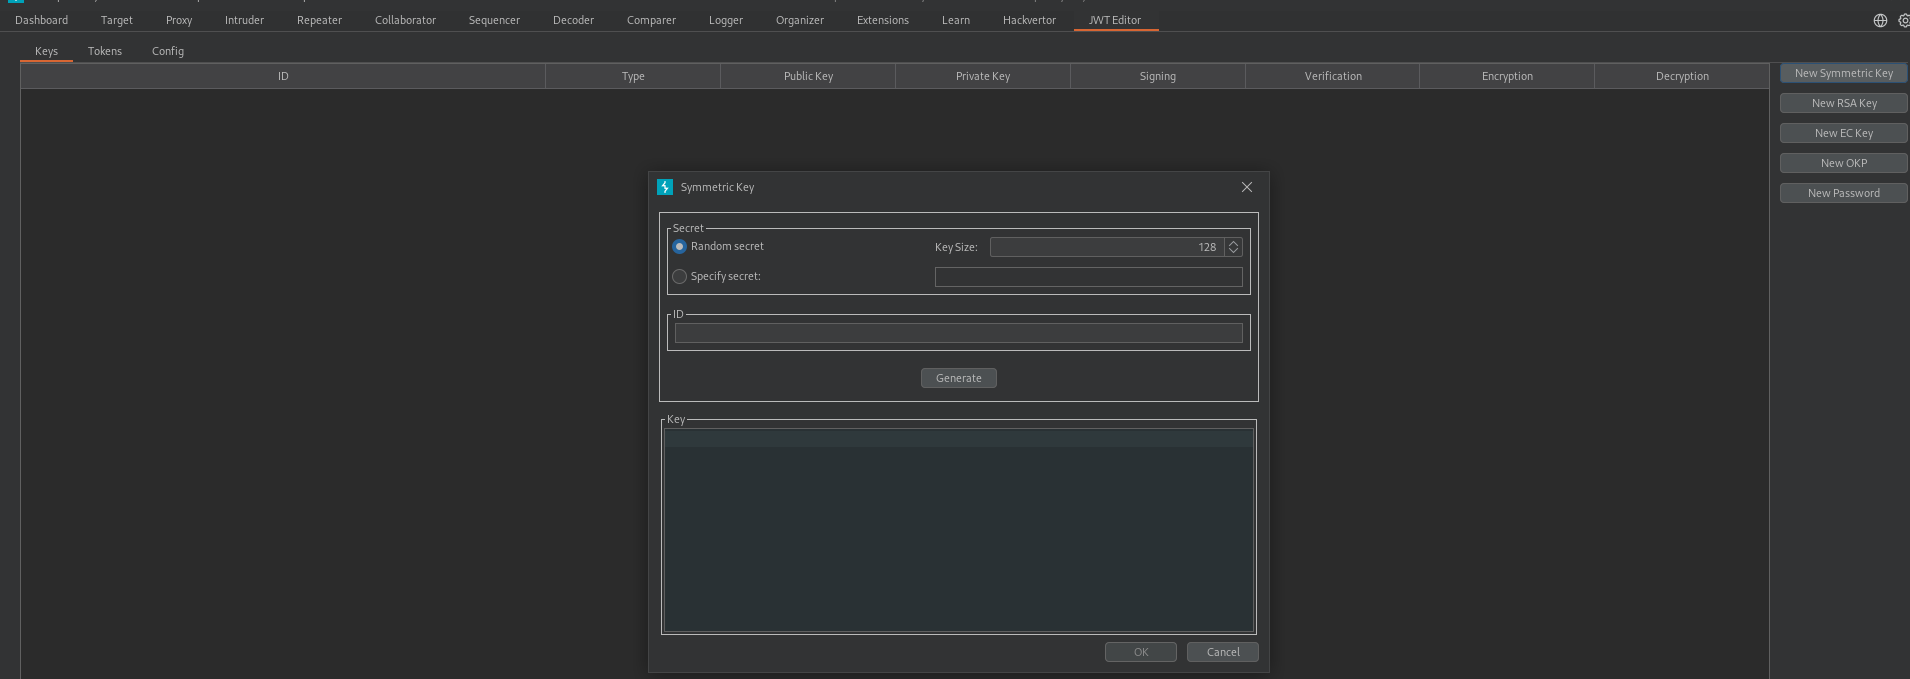 Dashboard Target Proxy Intruder Repeater Collaborator Sequencer Decoder Comparer Logger Organizer Extensions Learn Hackvertor JWT Editor
Keys Tokens Config
ID Type Public Key Private Key Signing Verification Encryption Decryption
New Symmetric Key
New RSA Key
New EC Key
New OKP
New Password
Symmetric Key
Secret
Random secret Key Size: 128
Specify secret:
ID
Generate
Key
OK Cancel